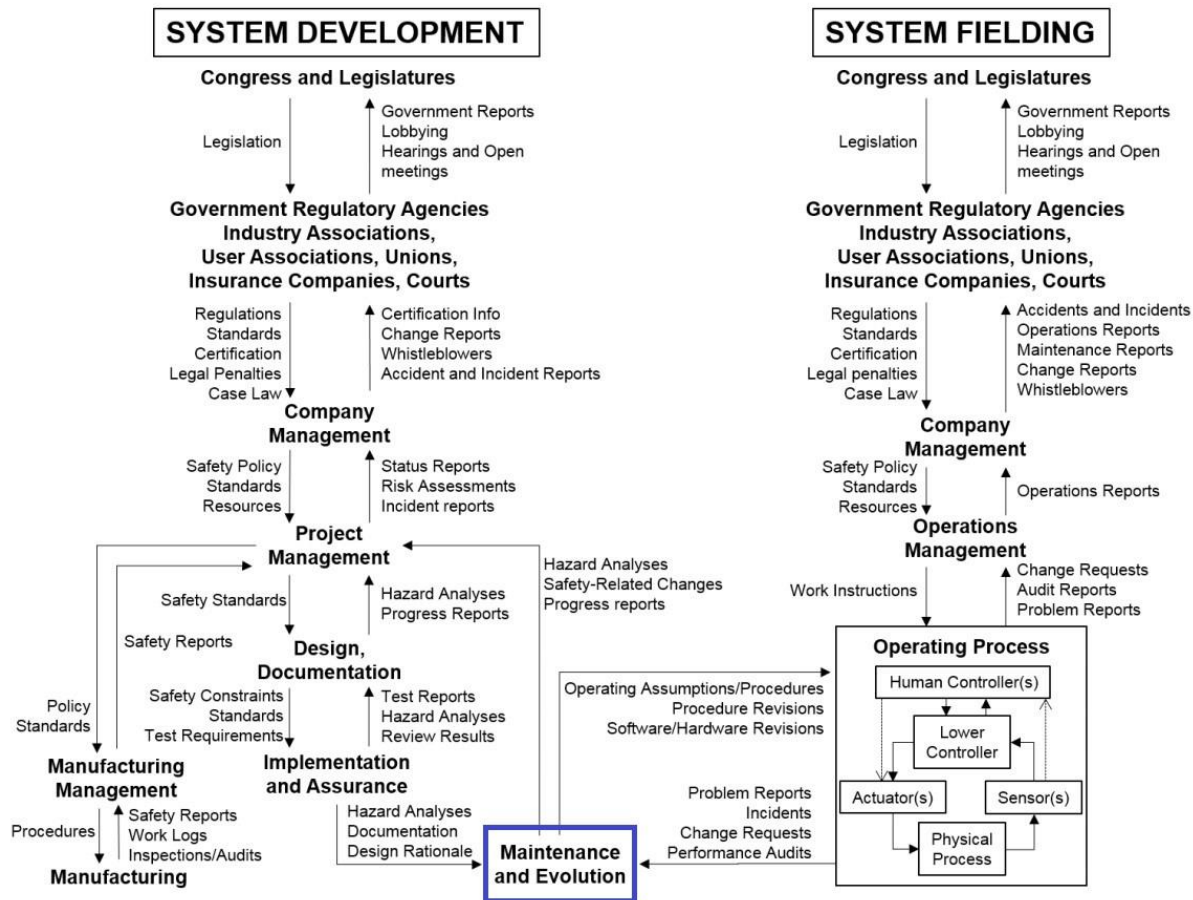 SYSTEM DEVELOPMENT
Congress and Legislatures
Legislation
Government Reports
Lobbying
Hearings and Open
meetings
Government Regulatory Agencies
Industry Associations,
User Associations, Unions,
Insurance Companies, Courts
Regulations
Standards
Certification
Legal Penalties
Case Law
Certification Info
Change Reports
Whistleblowers
Accident and Incident Reports
Company
Management
Safety Policy
Standards
Resources
Status Reports
Risk Assessments
Incident reports
Project
Management
Safety Standards
Hazard Analyses
Progress Reports
Hazard Analyses
Safety-Related Changes
Progress reports
Safety Reports
Design,
Documentation
Policy
Standards
Safety Constraints
Standards
Test Requirements
Test Reports
Hazard Analyses
Review Results
Manufacturing
Management
Implementation
and Assurance
Procedures
Safety Reports
Work Logs
Inspections/Audits
Manufacturing
Hazard Analyses
Documentation
Design Rationale
Maintenance
and Evolution
Operating Assumptions/Procedures
Procedure Revisions
Software/Hardware Revisions
Problem Reports
Incidents
Change Requests
Performance Audits
SYSTEM FIELDING
Congress and Legislatures
Legislation
Government Reports
Lobbying
Hearings and Open
meetings
Government Regulatory Agencies
Industry Associations,
User Associations, Unions,
Insurance Companies, Courts
Regulations
Standards
Certification
Legal penalties
Case Law
Accidents and Incidents
Operations Reports
Maintenance Reports
Change Reports
Whistleblowers
Company
Management
Safety Policy
Standards
Resources
Operations Reports
Operations
Management
Work Instructions
Change Requests
Audit Reports
Problem Reports
Operating Process
Human Controller(s)
Lower
Controller
Actuator(s)
Sensor(s)
Physical
Process